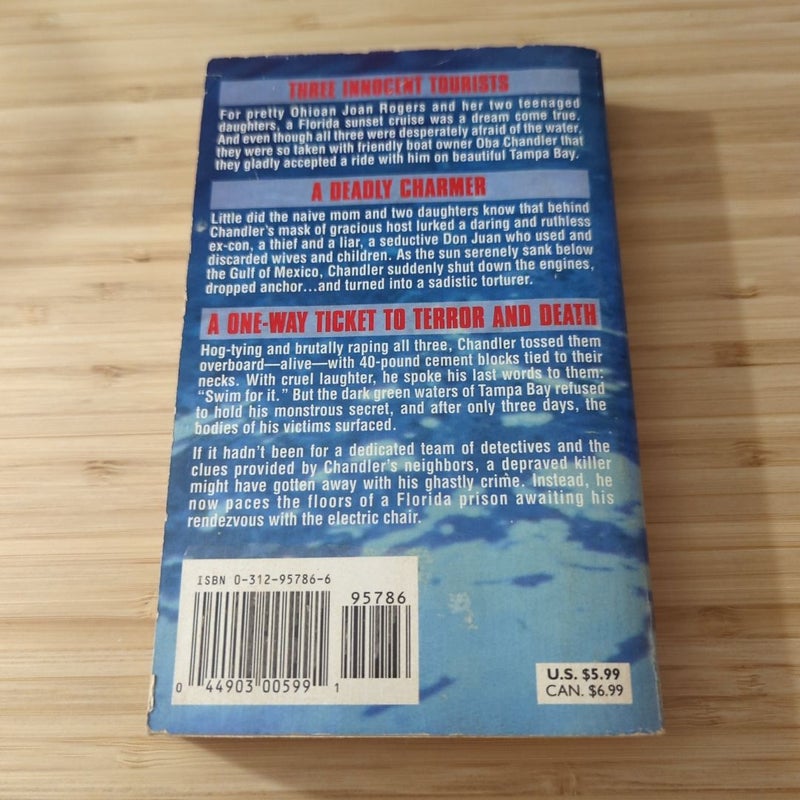 THREE INNOCENT TOURISTS
For pretty Ohioan Joan Rogers and her two teenaged
daughters, a Florida sunset cruise was a dream come true.
And even though all three were desperately afraid of the water,
they were so taken with friendly boat owner Oba Chandler that
they gladly accepted a ride with him on beautiful Tampa Bay.
A DEADLY CHARMER
Little did the naive mom and two daughters know that behind
Chandler's mask of gracious host lurked a daring and ruthless
ex-con, a thief and a liar, a seductive Don Juan who used and
discarded wives and children. As the sun serenely sank below
the Gulf of Mexico, Chandler suddenly shut down the engines,
dropped anchor...and turned into a sadistic torturer.
A ONE-WAY TICKET TO TERROR AND DEATH
Hog-tying and brutally raping all three, Chandler tossed them
overboard—alive—with 40-pound cement blocks tied to their
necks. With cruel laughter, he spoke his last words to them:
"Swim for it." But the dark green waters of Tampa Bay refused
to hold his monstrous secret, and after only three days, the
bodies of his victims surfaced.
If it hadn't been for a dedicated team of detectives and the
clues provided by Chandler's neighbors, a depraved killer
might have gotten away with his ghastly crime. Instead, he
now paces the floors of a Florida prison awaiting his
rendezvous with the electric chair.
ISBN 0-312-95786-6
95786
0 44903 00599 1
U.S. $5.99
CAN. $6.99